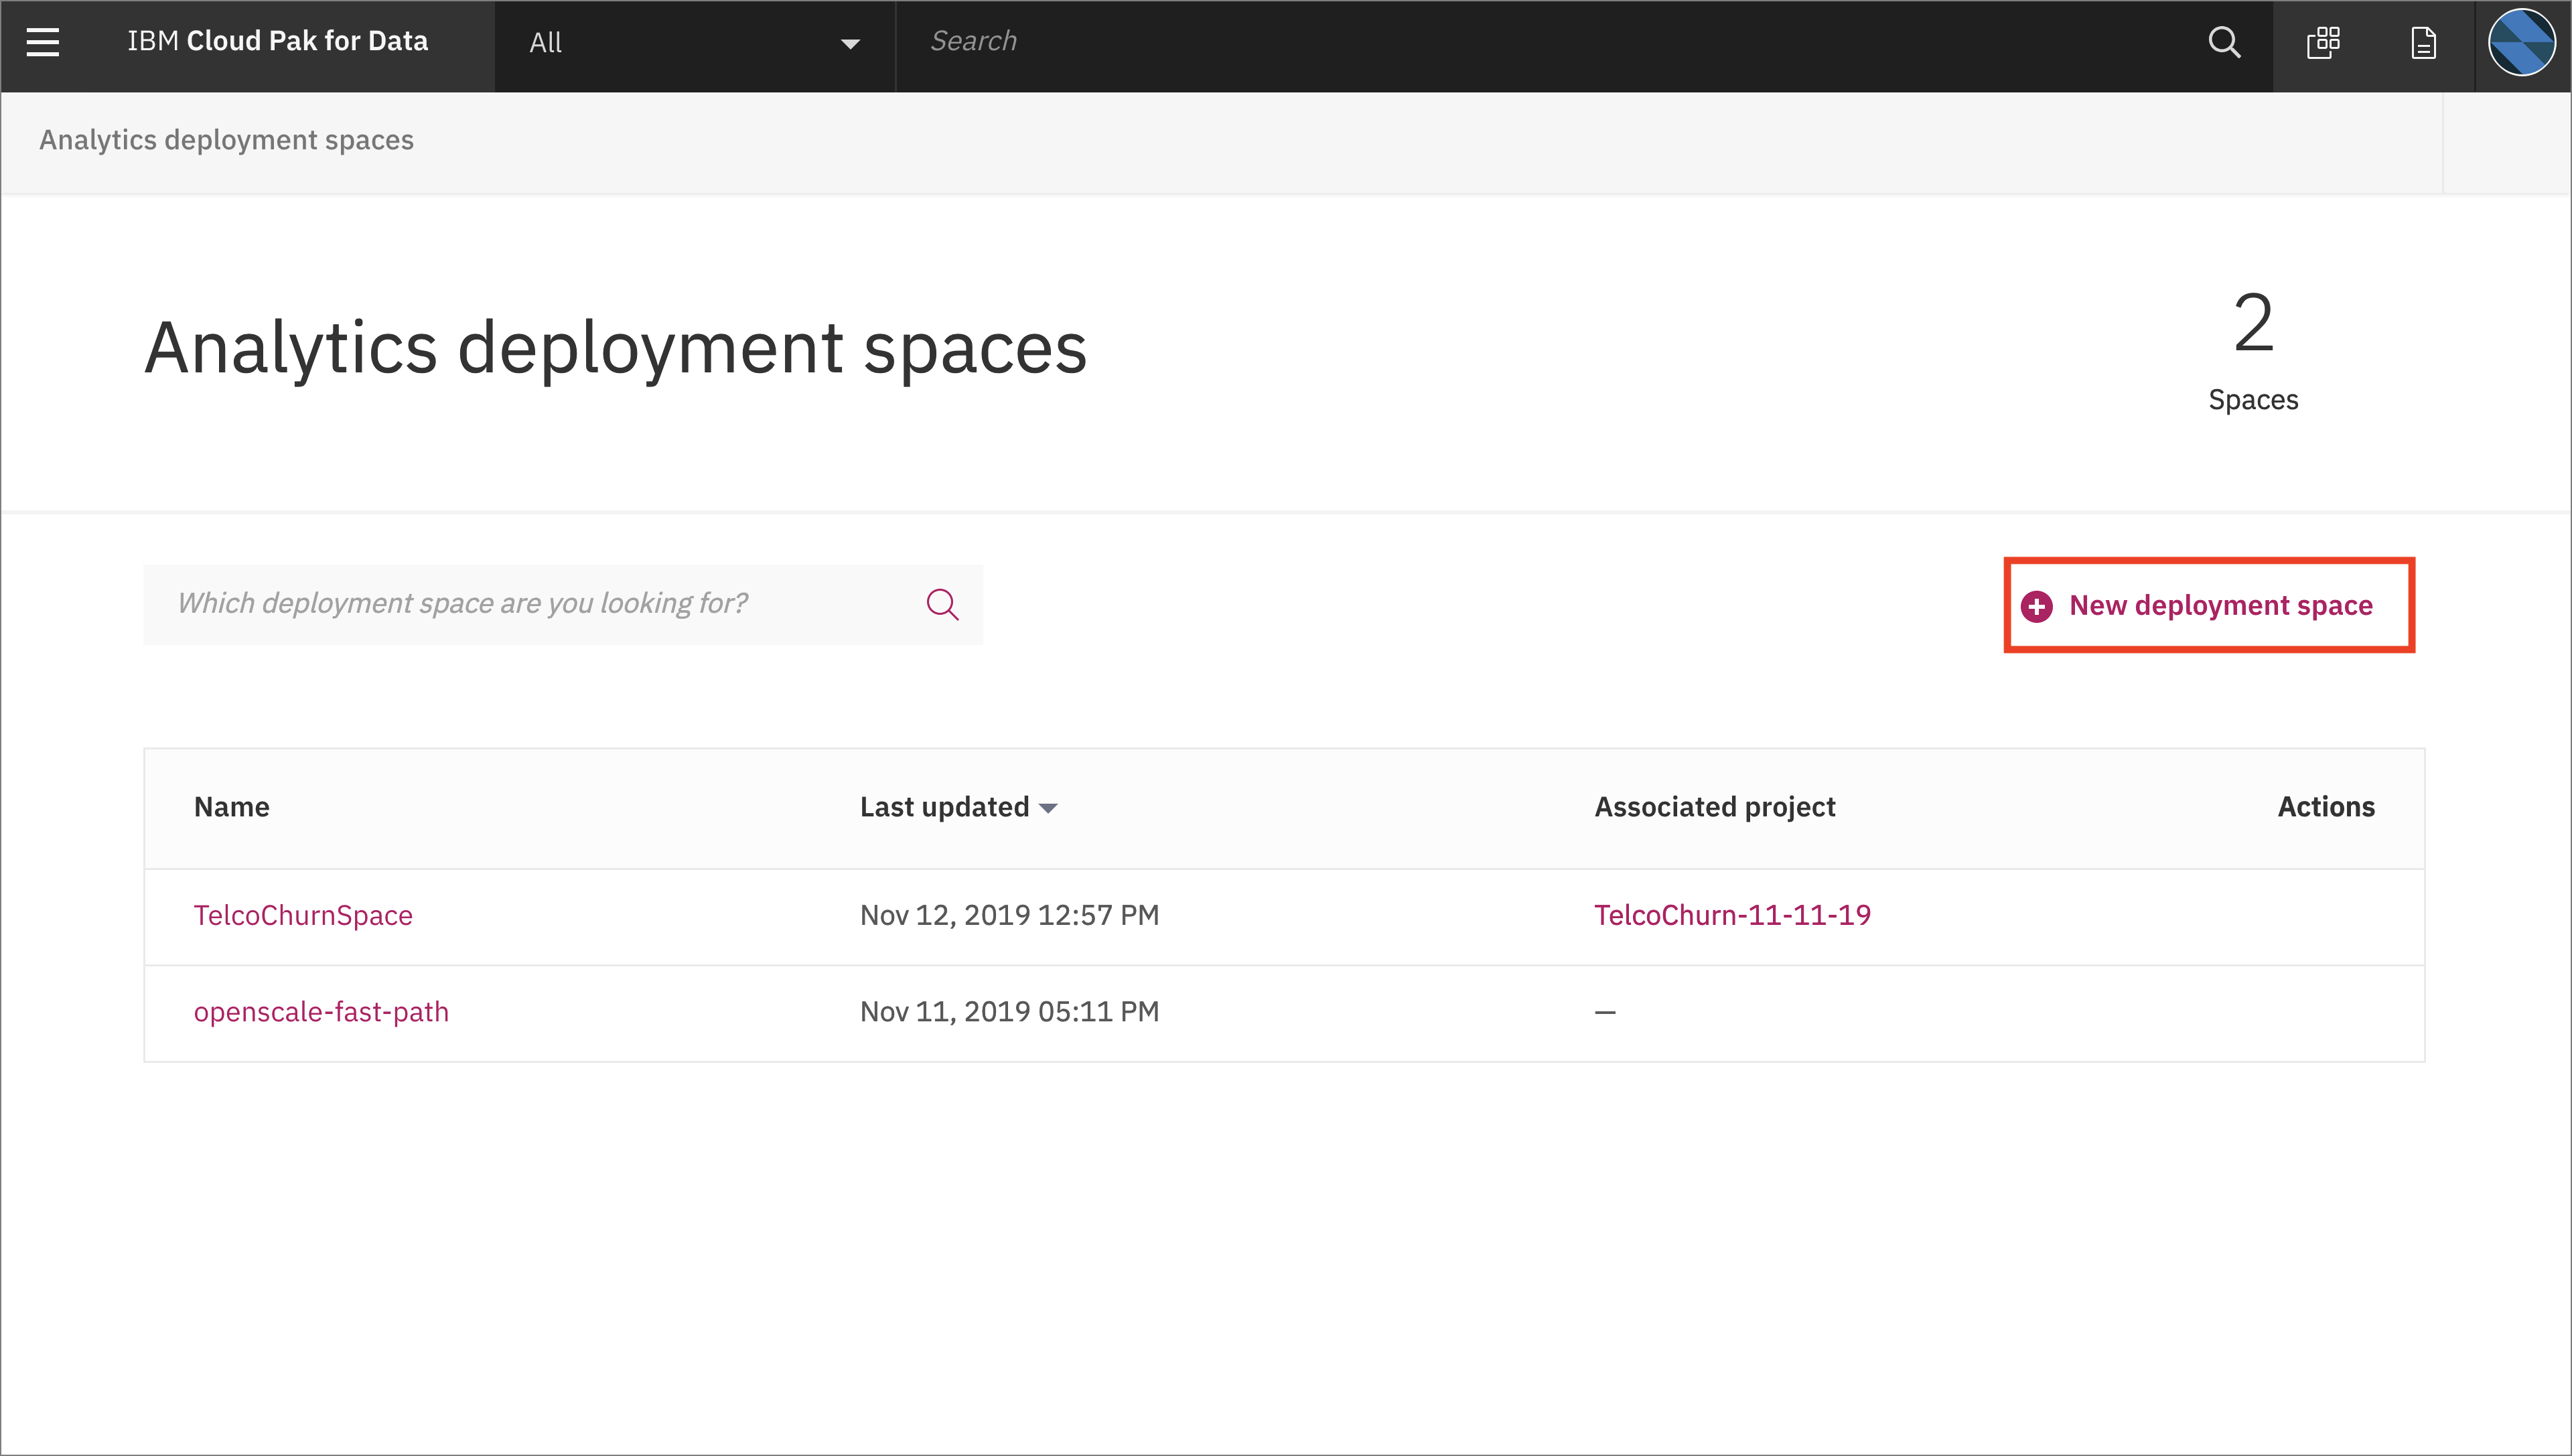 IBM Cloud Pak for Data All Search
Analytics deployment spaces
Analytics deployment spaces
2
Spaces
Which deployment space are you looking for?
New deployment space
Name Last updated Associated project Actions
TelcoChurnSpace Nov 12, 2019 12:57 PM TelcoChurn-11-11-19
openscale-fast-path Nov 11, 2019 05:11 PM —